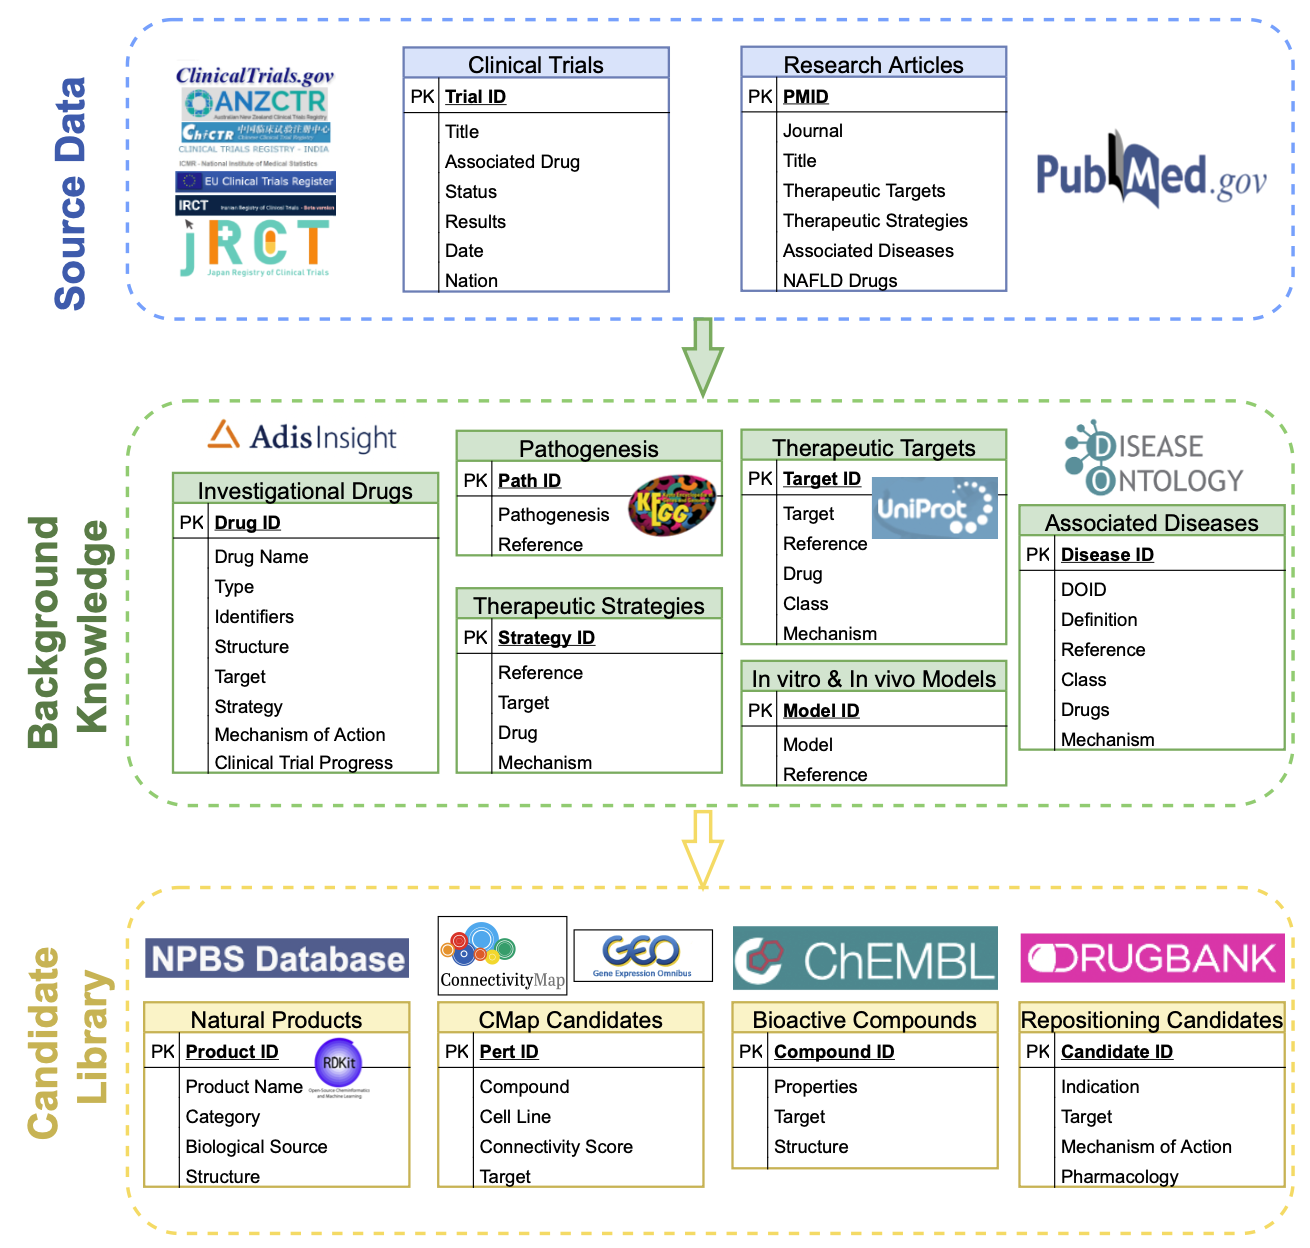 Source Data
ClinicalTrials.gov
ANZCTR
Australian New Zealand Clinical Trials Registry
ChiCTR 中国临床试验注册中心
Chinese Clinical Trial Registry
CLINICAL TRIALS REGISTRY - INDIA
ICMR - National Institute of Medical Statistics
EU Clinical Trials Register
IRCT Iranian Registry of Clinical Trials - Beta version
jRCT
Japan Registry of Clinical Trials
Clinical Trials
PK Trial ID
Title
Associated Drug
Status
Results
Date
Nation
Research Articles
PK PMID
Journal
Title
Therapeutic Targets
Therapeutic Strategies
Associated Diseases
NAFLD Drugs
PubMed.gov
Background
Knowledge
AdisInsight
Investigational Drugs
PK Drug ID
Drug Name
Type
Identifiers
Structure
Target
Strategy
Mechanism of Action
Clinical Trial Progress
Pathogenesis
PK Path ID
Pathogenesis
Reference
KEGG
Therapeutic Strategies
PK Strategy ID
Reference
Target
Drug
Mechanism
Therapeutic Targets
PK Target ID
Target
Reference
Drug
Class
Mechanism
UniProt
In vitro & In vivo Models
PK Model ID
Model
Reference
DISEASE
ONTOLOGY
Associated Diseases
PK Disease ID
DOID
Definition
Reference
Class
Drugs
Mechanism
Candidate
Library
NPBS Database
Natural Products
PK Product ID
Product Name
Category
Biological Source
Structure
RDKit
Open-Source Cheminformatics
and Machine Learning
ConnectivityMap
GEO
Gene Expression Omnibus
CMap Candidates
PK Pert ID
Compound
Cell Line
Connectivity Score
Target
ChEMBL
Bioactive Compounds
PK Compound ID
Properties
Target
Structure
DRUGBANK
Repositioning Candidates
PK Candidate ID
Indication
Target
Mechanism of Action
Pharmacology